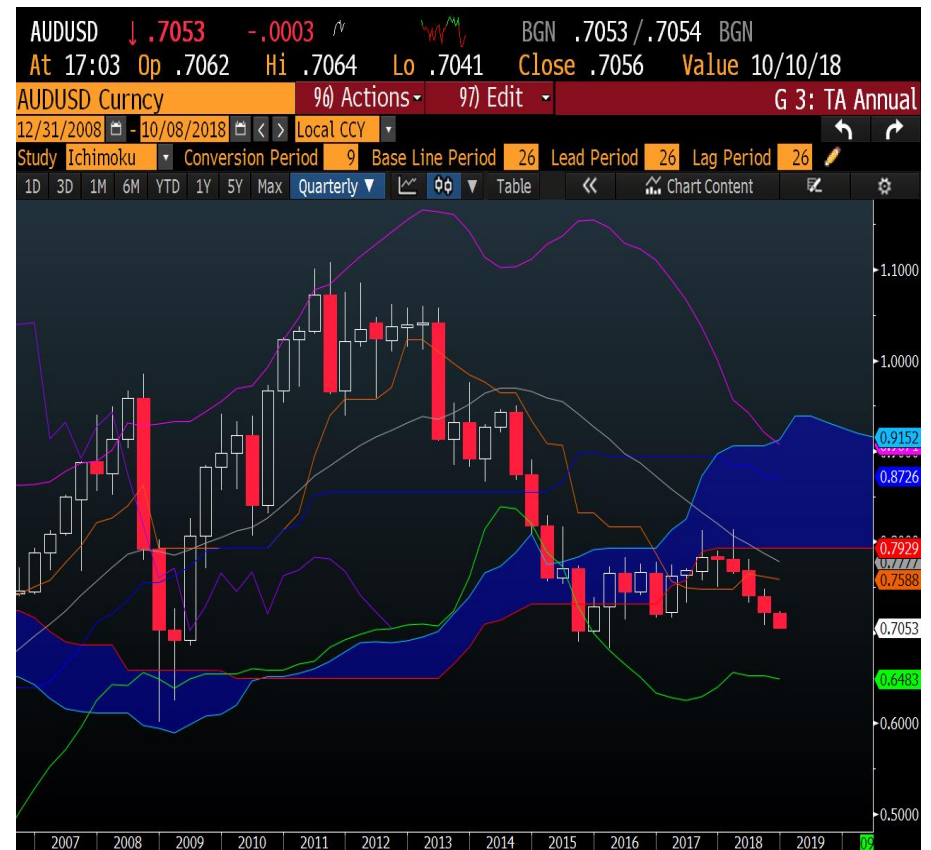 AUDUSD ↓ .7053 -.0003 BGN .7053 / .7054 BGN
At 17:03 Op .7062 Hi .7064 Lo .7041 Close .7056 Value 10/10/18
AUDUSD Curncy 96) Actions 97) Edit G 3: TA Annual
12/31/2008 - 10/08/2018 < > Local CCY
Study Ichimoku Conversion Period 9 Base Line Period 26 Lead Period 26 Lag Period 26
1D 3D 1M 6M YTD 1Y 5Y Max Quarterly ▼ Table « Chart Content
1.1000
1.0000
0.9152
0.8726
0.7929
0.7777
0.7588
0.7053
0.6483
0.6000
0.5000
2007 2008 2009 2010 2011 2012 2013 2014 2015 2016 2017 2018 2019 09